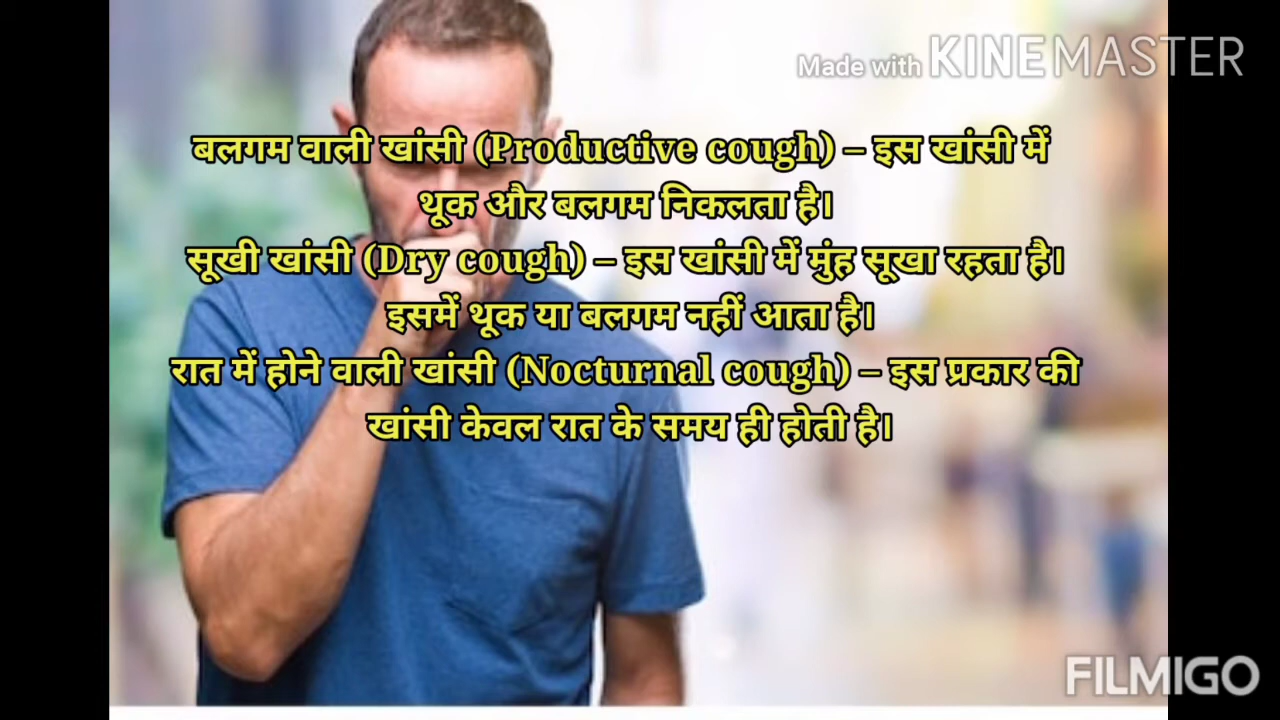 Made with KINEMASTER
बलगम वाली खांसी (Productive cough) – इस खांसी में
थूक और बलगम निकलता है।
सूखी खांसी (Dry cough) – इस खांसी में मुंह सूखा रहता है।
इसमें थूक या बलगम नहीं आता है।
रात में होने वाली खांसी (Nocturnal cough) – इस प्रकार की
खांसी केवल रात के समय ही होती है।
FILMIGO